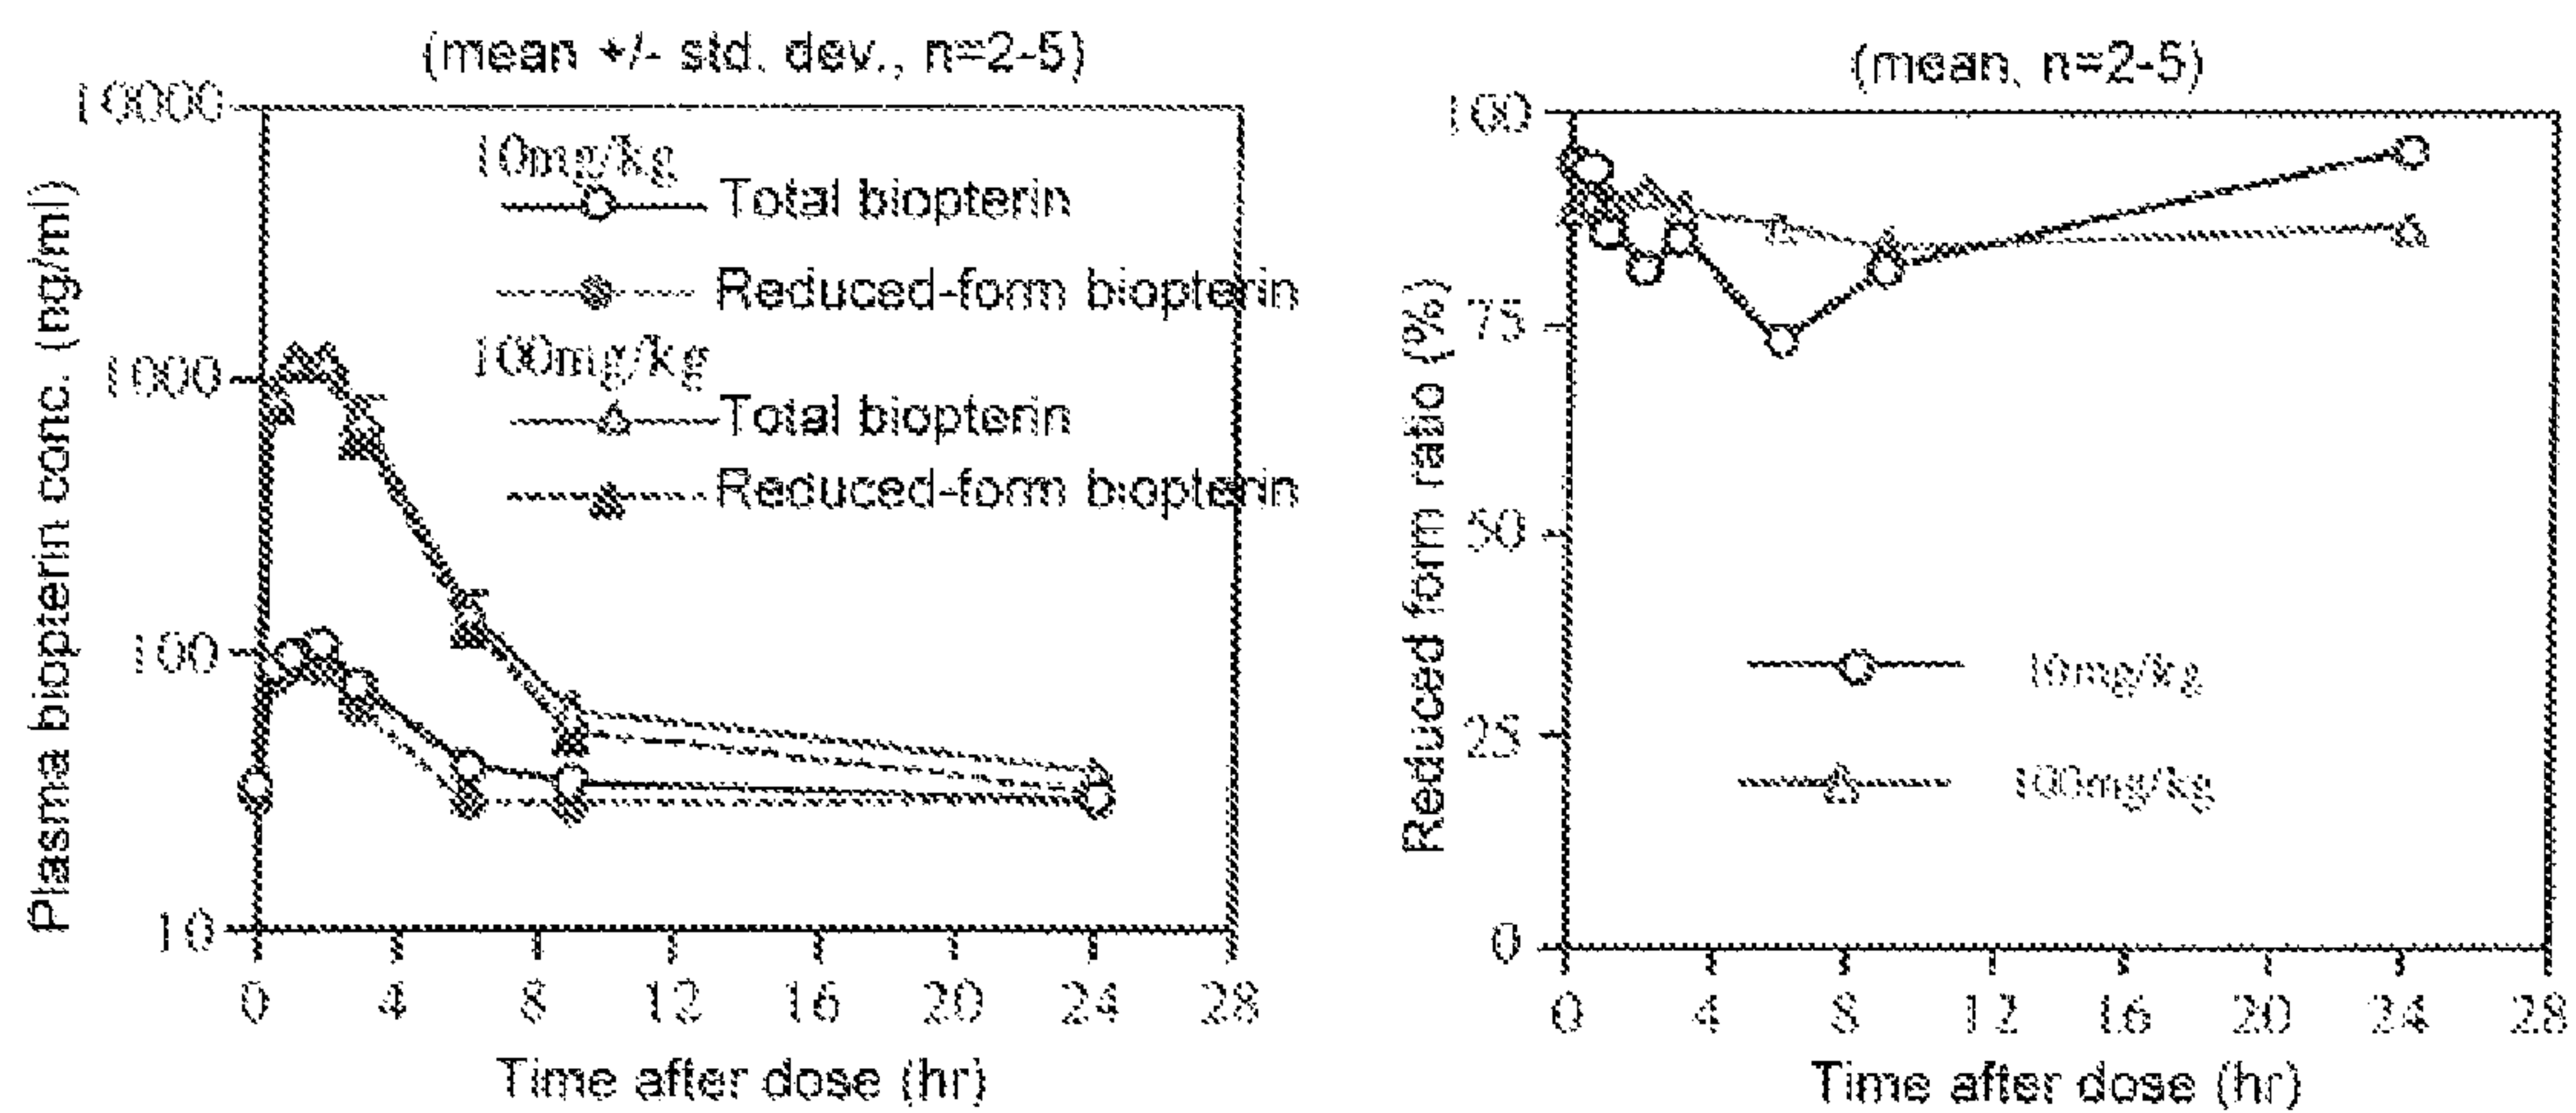 (mean +/- std. dev., n=2-5)
10000
1000
100
10
Plasma biopterin conc. (ng/ml)
10mg/kg
Total biopterin
Reduced-form biopterin
100mg/kg
Total biopterin
Reduced-form biopterin
0 4 8 12 16 20 24 28
Time after dose (hr)
(mean, n=2-5)
100
75
50
25
0
Reduced form ratio (%)
10mg/kg
100mg/kg
0 4 8 12 16 20 24 28
Time after dose (hr)